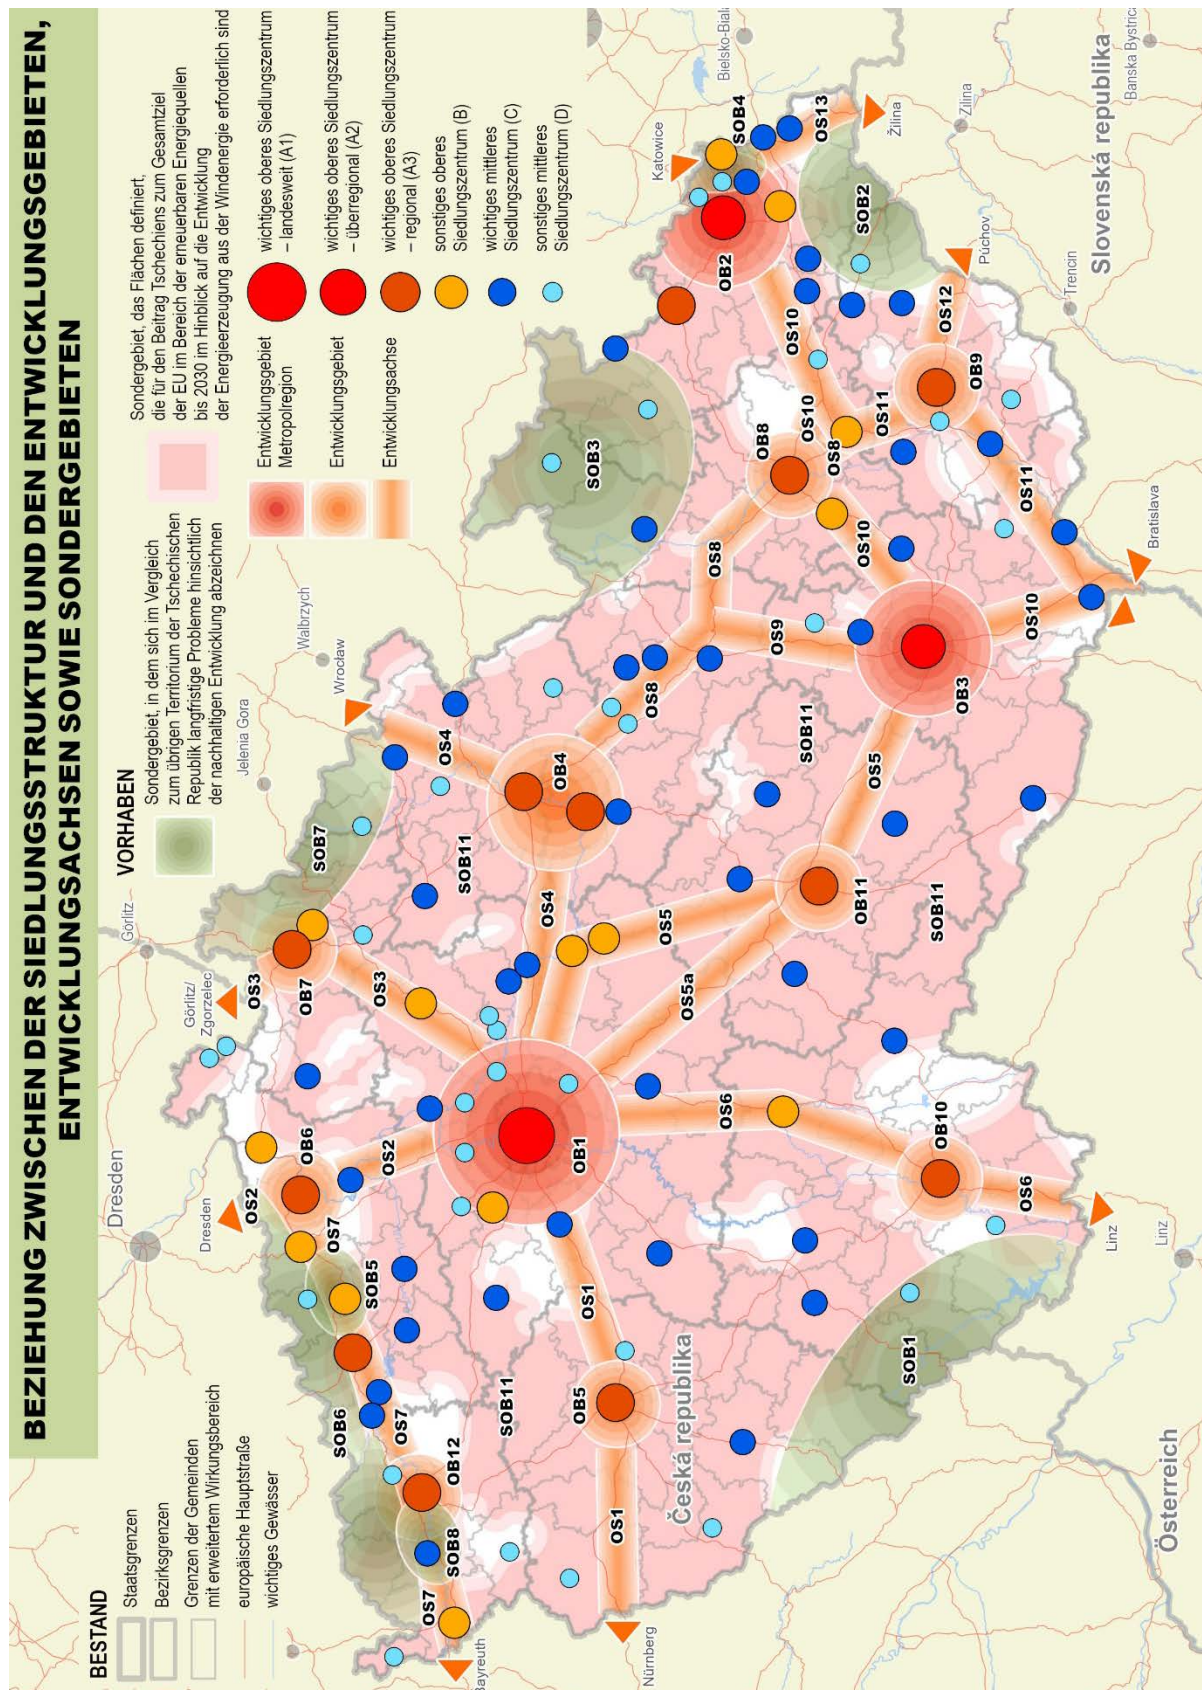 BEZIEHUNG ZWISCHEN DER SIEDLUNGSSTRUKTUR UND DEN ENTWICKLUNGSGEBIETEN,
ENTWICKLUNGSACHSEN SOWIE SONDERGEBIETEN
BESTAND
Staatsgrenzen
Bezirksgrenzen
Grenzen der Gemeinden
mit erweitertem Wirkungsbereich
europäische Hauptstraße
wichtiges Gewässer
VORHABEN
Sondergebiet, in dem sich im Vergleich
zum übrigen Territorium der Tschechischen
Republik langfristige Probleme hinsichtlich
der nachhaltigen Entwicklung abzeichnen
Sondergebiet, das Flächen definiert,
die für den Beitrag Tschechiens zum Gesamtziel
der EU im Bereich der erneuerbaren Energiequellen
bis 2030 im Hinblick auf die Entwicklung
der Energieerzeugung aus der Windenergie erforderlich sind
Entwicklungsgebiet
Metropolregion
Entwicklungsgebiet
Entwicklungsachse
wichtiges oberes Siedlungszentrum
– landesweit (A1)
wichtiges oberes Siedlungszentrum
– überregional (A2)
wichtiges oberes Siedlungszentrum
– regional (A3)
sonstiges oberes
Siedlungszentrum (B)
wichtiges mittleres
Siedlungszentrum (C)
sonstiges mittleres
Siedlungszentrum (D)
Dresden
Dresden
Görlitz/
Zgorzelec
Görlitz
Jelenia Gora
Walbrzych
Wrocław
Katowice
Bielsko-Biala
Žilina
Zilina
Púchov
Trencin
Banska Bystrica
Slovenská republika
Bratislava
Linz
Linz
Österreich
Nürnberg
Bayreuth
Česká republika
OS2
OB6
OS2
OS7
SOB5
SOB6
OS7
OB12
SOB8
OS7
SOB11
OS1
OB5
OS1
OB1
OS3
OB7
OS3
SOB7
SOB11
OS4
OB4
OS4
OS5
OS5a
OB11
OS5
SOB11
SOB11
OS6
OB10
OS6
SOB1
OS8
OS8
OS9
OB3
OS10
OS10
OB8
OS8
OS10
OS10
OS11
OS11
OB9
OS12
SOB3
OB2
SOB4
OS13
SOB2